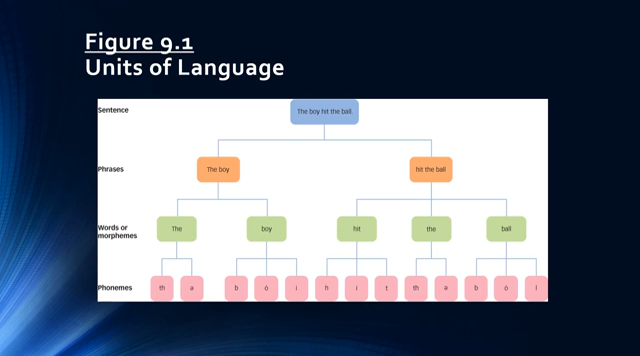 Figure 9.1
Units of Language
Sentence
The boy hit the ball.
Phrases
The boy
hit the ball
Words or
morphemes
The
boy
hit
the
ball
Phonemes
th
ə
b
ó
i
h
i
t
th
ə
b
ó
l